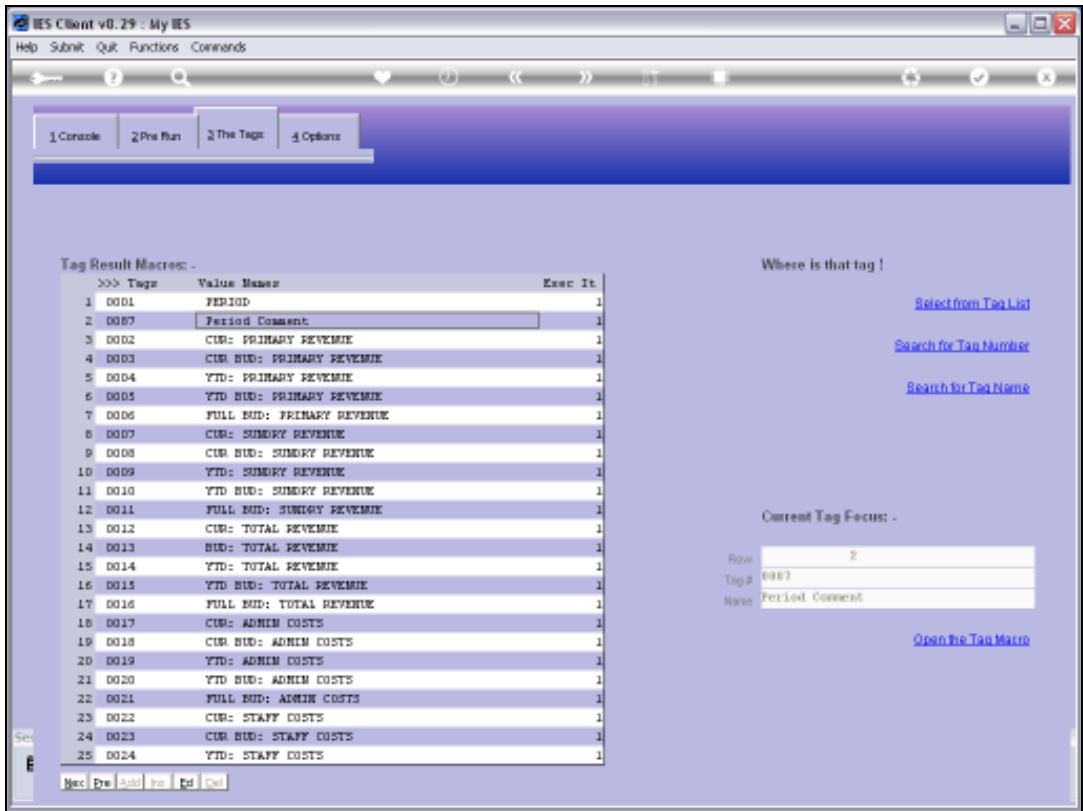 IES Client v8.29 : My IES
Help Submit Quit Functions Commands
1 Console 2 Pre Run 3 The Tags 4 Options
Tag Result Macros: -
>>> Tags Value Names Exec It
1 0001 PERIOD 1
2 0087 Period Comment 1
3 0002 CUR: PRIMARY REVENUE 1
4 0003 CUR BUD: PRIMARY REVENUE 1
5 0004 YTD: PRIMARY REVENUE 1
6 0005 YTD BUD: PRIMARY REVENUE 1
7 0006 FULL BUD: PRIMARY REVENUE 1
8 0007 CUR: SUNDRY REVENUE 1
9 0008 CUR BUD: SUNDRY REVENUE 1
10 0009 YTD: SUNDRY REVENUE 1
11 0010 YTD BUD: SUNDRY REVENUE 1
12 0011 FULL BUD: SUNDRY REVENUE 1
13 0012 CUR: TOTAL REVENUE 1
14 0013 BUD: TOTAL REVENUE 1
15 0014 YTD: TOTAL REVENUE 1
16 0015 YTD BUD: TOTAL REVENUE 1
17 0016 FULL BUD: TOTAL REVENUE 1
18 0017 CUR: ADMIN COSTS 1
19 0018 CUR BUD: ADMIN COSTS 1
20 0019 YTD: ADMIN COSTS 1
21 0020 YTD BUD: ADMIN COSTS 1
22 0021 FULL BUD: ADMIN COSTS 1
23 0022 CUR: STAFF COSTS 1
24 0023 CUR BUD: STAFF COSTS 1
25 0024 YTD: STAFF COSTS 1
Nex Pre Add Ins Ed Del
Where is that tag !
Select from Tag List
Search for Tag Number
Search for Tag Name
Current Tag Focus: -
Row 2
Tag # 0087
Name Period Comment
Open the Tag Macro